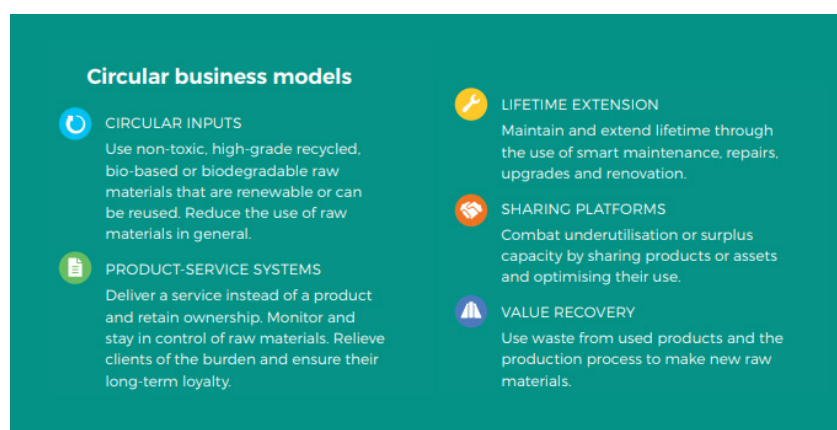 Circular business models
CIRCULAR INPUTS
Use non-toxic, high-grade recycled,
bio-based or biodegradable raw
materials that are renewable or can
be reused. Reduce the use of raw
materials in general.
PRODUCT-SERVICE SYSTEMS
Deliver a service instead of a product
and retain ownership. Monitor and
stay in control of raw materials. Relieve
clients of the burden and ensure their
long-term loyalty.
LIFETIME EXTENSION
Maintain and extend lifetime through
the use of smart maintenance, repairs,
upgrades and renovation.
SHARING PLATFORMS
Combat underutilisation or surplus
capacity by sharing products or assets
and optimising their use.
VALUE RECOVERY
Use waste from used products and the
production process to make new raw
materials.